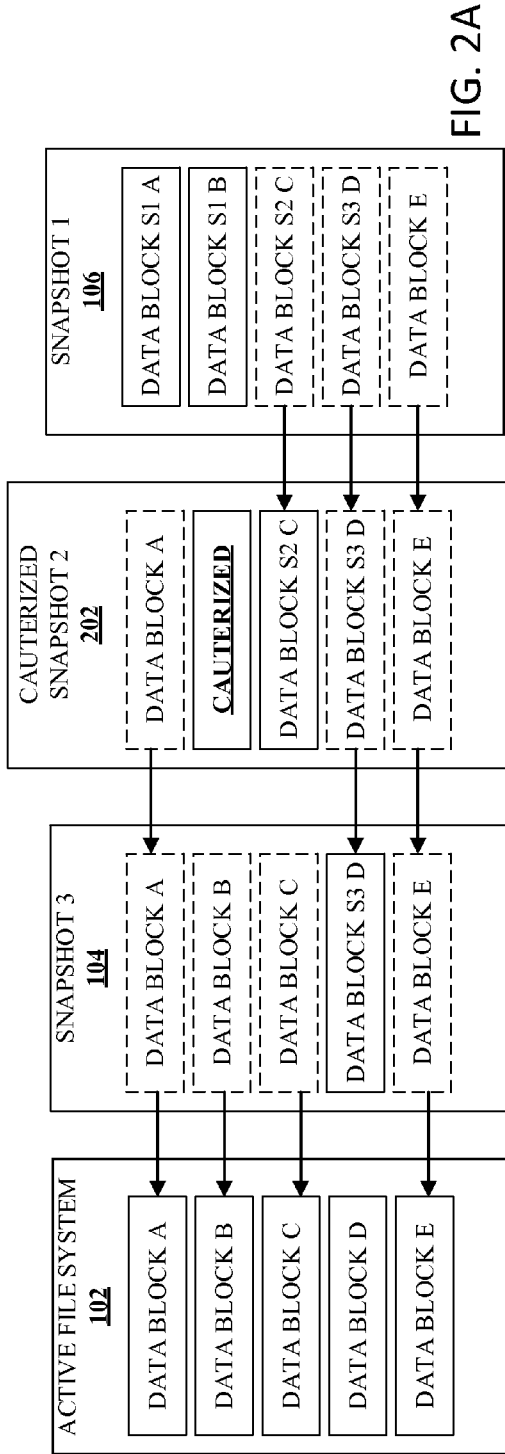 ACTIVE FILE SYSTEM
102
DATA BLOCK A
DATA BLOCK B
DATA BLOCK C
DATA BLOCK D
DATA BLOCK E
SNAPSHOT 3
104
DATA BLOCK A
DATA BLOCK B
DATA BLOCK C
DATA BLOCK S3 D
DATA BLOCK E
CAUTERIZED
SNAPSHOT 2
202
DATA BLOCK A
CAUTERIZED
DATA BLOCK S2 C
DATA BLOCK S3 D
DATA BLOCK E
SNAPSHOT 1
106
DATA BLOCK S1 A
DATA BLOCK S1 B
DATA BLOCK S2 C
DATA BLOCK S3 D
DATA BLOCK E
FIG. 2A